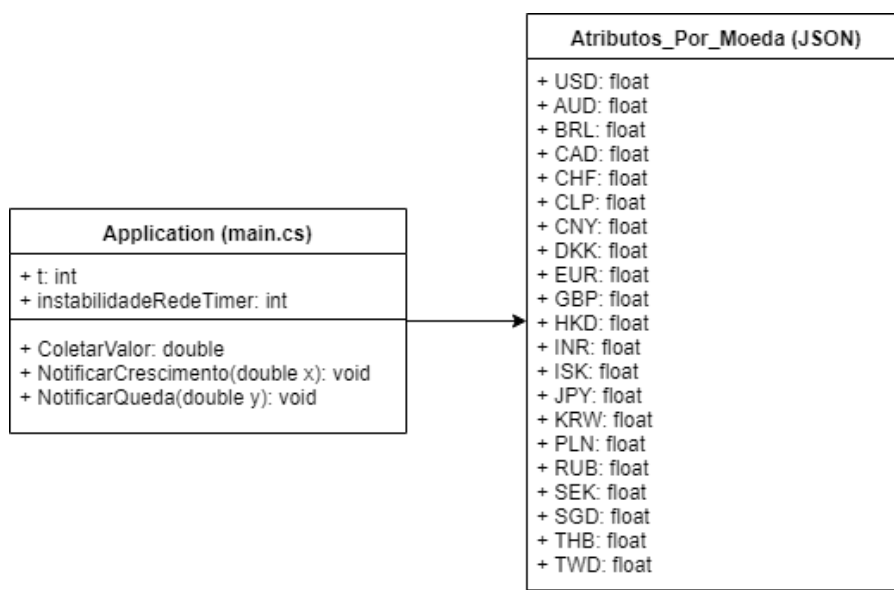 Application (main.cs)
+ t: int
+ instabilidadeRedeTimer: int
+ ColetarValor: double
+ NotificarCrescimento(double x): void
+ NotificarQueda(double y): void
Atributos_Por_Moeda (JSON)
+ USD: float
+ AUD: float
+ BRL: float
+ CAD: float
+ CHF: float
+ CLP: float
+ CNY: float
+ DKK: float
+ EUR: float
+ GBP: float
+ HKD: float
+ INR: float
+ ISK: float
+ JPY: float
+ KRW: float
+ PLN: float
+ RUB: float
+ SEK: float
+ SGD: float
+ THB: float
+ TWD: float